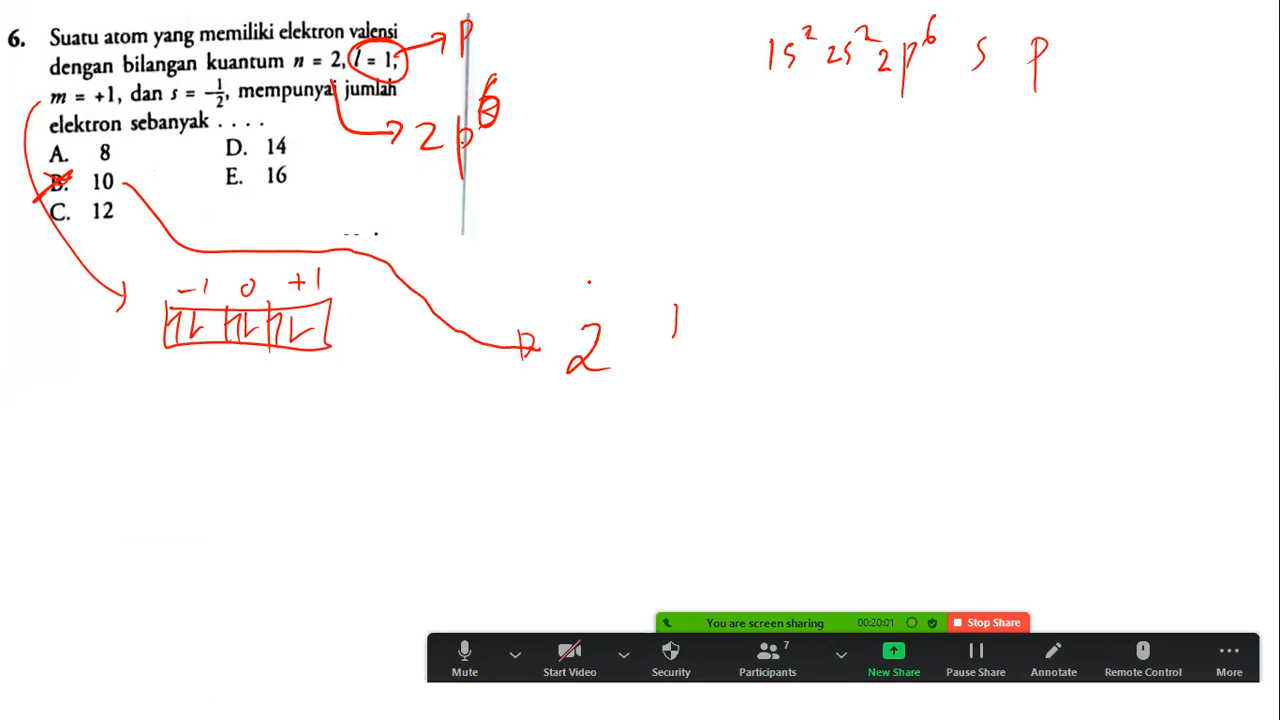 6. Suatu atom yang memiliki elektron valensi
dengan bilangan kuantum n = 2, l = 1,
m = +1, dan s = -1/2, mempunyai jumlah
elektron sebanyak . . . .
A. 8
B. 10
C. 12
D. 14
E. 16
p
2p⁶
1s² 2s² 2p⁶ s p
-1 0 +1
2 1
You are screen sharing 00:20:01 Stop Share
Mute
Start Video
Security
Participants 7
New Share
Pause Share
Annotate
Remote Control
More